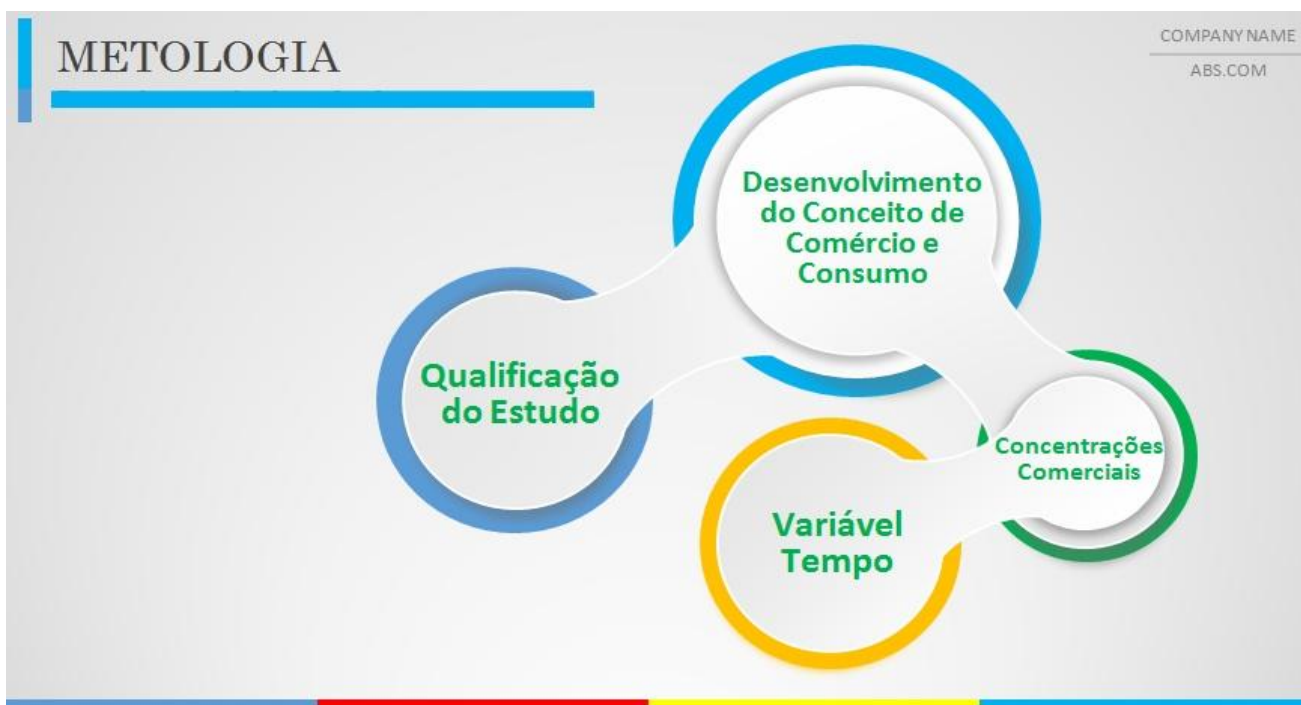 METOLOGIA
COMPANY NAME
ABS.COM
Desenvolvimento
do Conceito de
Comércio e
Consumo
Qualificação
do Estudo
Concentrações
Comerciais
Variável
Tempo